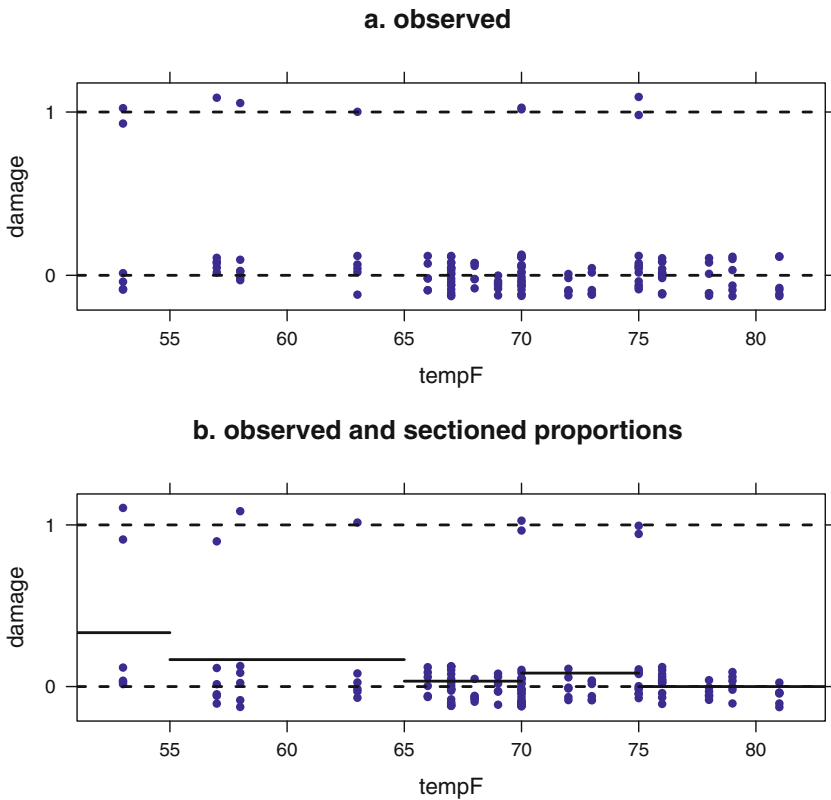 a. observed
1
damage
0
55 60 65 70 75 80
tempF
b. observed and sectioned proportions
1
damage
0
55 60 65 70 75 80
tempF